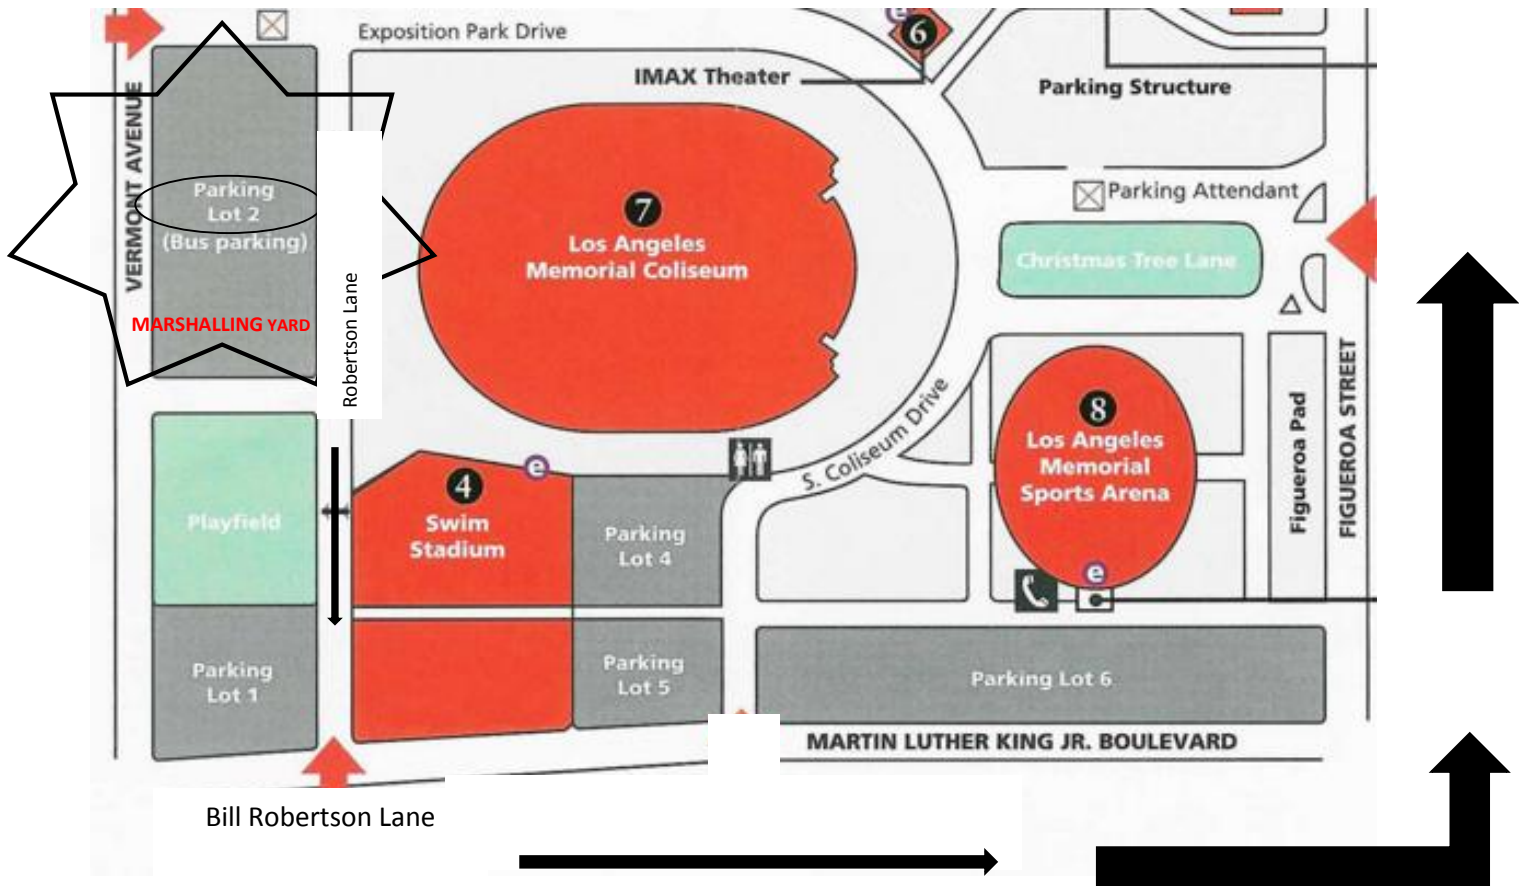 Exposition Park Drive
6
IMAX Theater
Parking Structure
VERMONT AVENUE
Parking
Lot 2
(Bus parking)
MARSHALLING YARD
Robertson Lane
7
Los Angeles
Memorial Coliseum
Parking Attendant
Christmas Tree Lane
S. Coliseum Drive
8
Los Angeles
Memorial
Sports Arena
Figueroa Pad
FIGUEROA STREET
Playfield
e
4
Swim
Stadium
Parking
Lot 4
e
Parking
Lot 1
Parking
Lot 5
Parking Lot 6
MARTIN LUTHER KING JR. BOULEVARD
Bill Robertson Lane